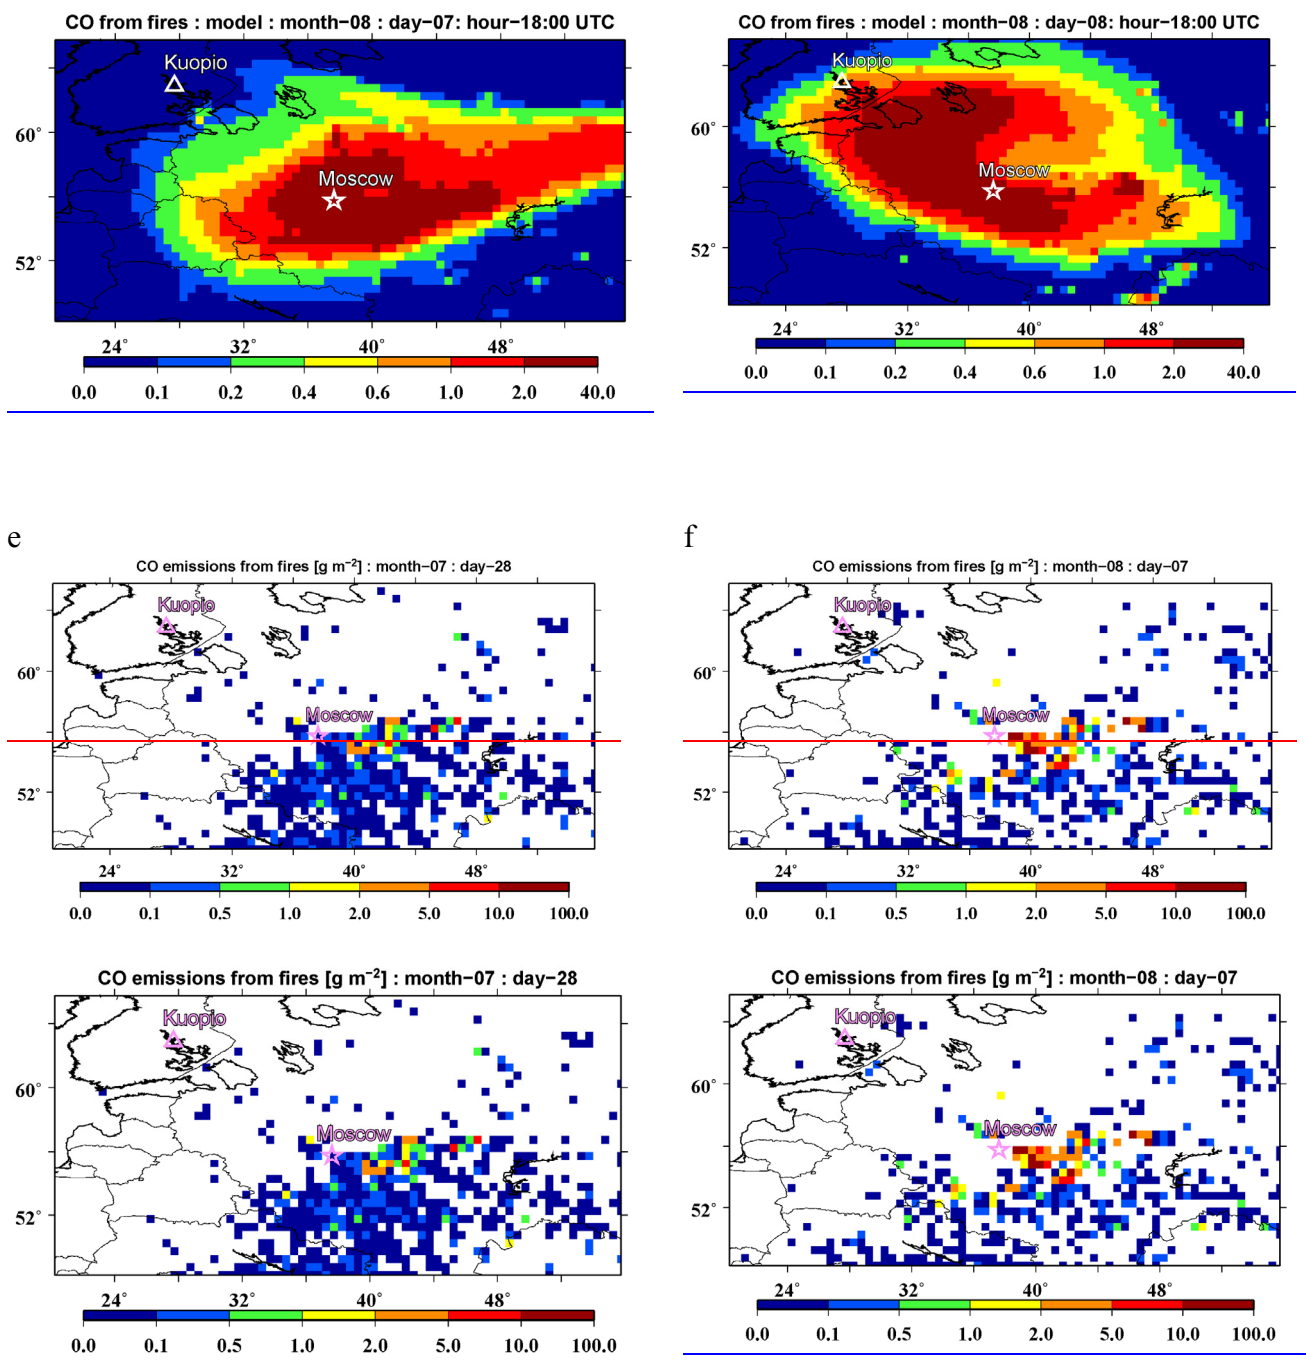 CO from fires : model : month−08 : day−07: hour−18:00 UTC
Kuopio
60°
Moscow
52°
24° 32° 40° 48°
0.0 0.1 0.2 0.4 0.6 1.0 2.0 40.0
CO from fires : model : month−08 : day−08: hour−18:00 UTC
Kuopio
60°
Moscow
52°
24° 32° 40° 48°
0.0 0.1 0.2 0.4 0.6 1.0 2.0 40.0
e
CO emissions from fires [g m⁻²] : month−07 : day−28
Kuopio
60°
Moscow
52°
24° 32° 40° 48°
0.0 0.1 0.5 1.0 2.0 5.0 10.0 100.0
f
CO emissions from fires [g m⁻²] : month−08 : day−07
Kuopio
60°
Moscow
52°
24° 32° 40° 48°
0.0 0.1 0.5 1.0 2.0 5.0 10.0 100.0
CO emissions from fires [g m⁻²] : month−07 : day−28
Kuopio
60°
Moscow
52°
24° 32° 40° 48°
0.0 0.1 0.5 1.0 2.0 5.0 10.0 100.0
CO emissions from fires [g m⁻²] : month−08 : day−07
Kuopio
60°
Moscow
52°
24° 32° 40° 48°
0.0 0.1 0.5 1.0 2.0 5.0 10.0 100.0